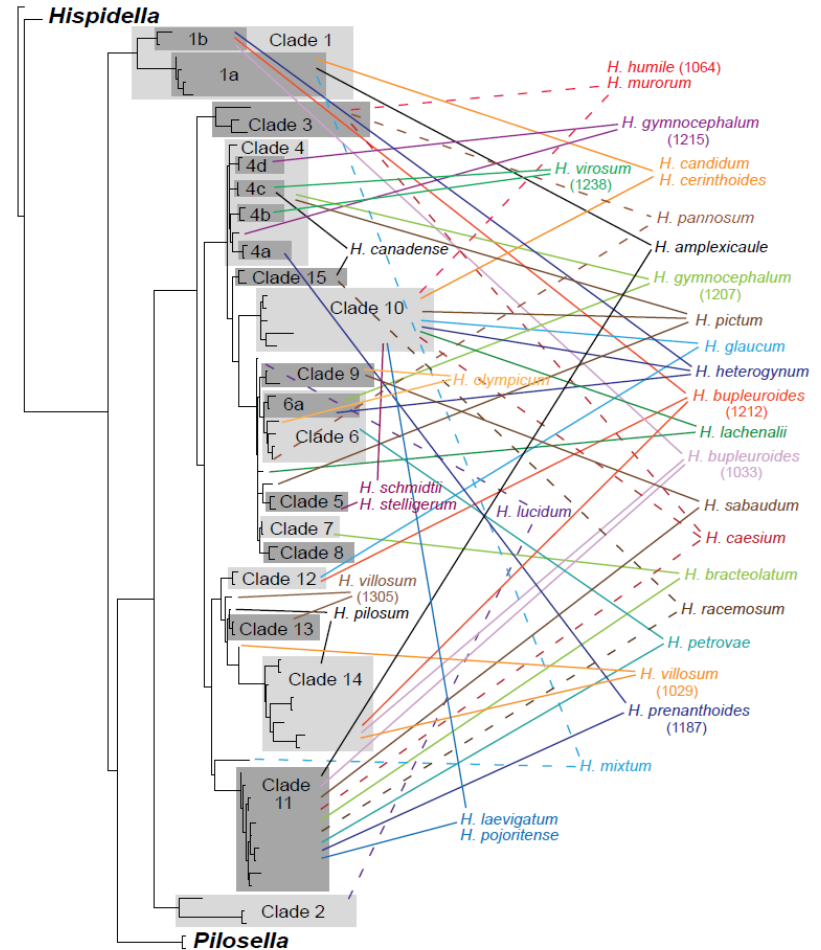 Hispidella
1b
Clade 1
1a
H. humile (1064)
H. murorum
Clade 3
H. gymnocephalum
(1215)
Clade 4
4d
H. virosum
(1238)
H. candidum
H. cerinthoides
4c
4b
H. pannosum
4a
H. canadense
H. amplexicaule
Clade 15
H. gymnocephalum
(1207)
Clade 10
H. pictum
H. glaucum
Clade 9
H. olympicum
H. heterogynum
6a
H. bupleuroides
(1212)
Clade 6
H. lachenalii
H. bupleuroides
(1033)
H. schmidtii
H. stelligerum
Clade 5
H. lucidum
H. sabaudum
Clade 7
H. caesium
Clade 8
Clade 12
H. villosum
(1305)
H. bracteolatum
H. pilosum
H. racemosum
Clade 13
H. petrovae
Clade 14
H. villosum
(1029)
H. prenanthoides
(1187)
H. mixtum
Clade
11
H. laevigatum
H. pojoritense
Clade 2
Pilosella